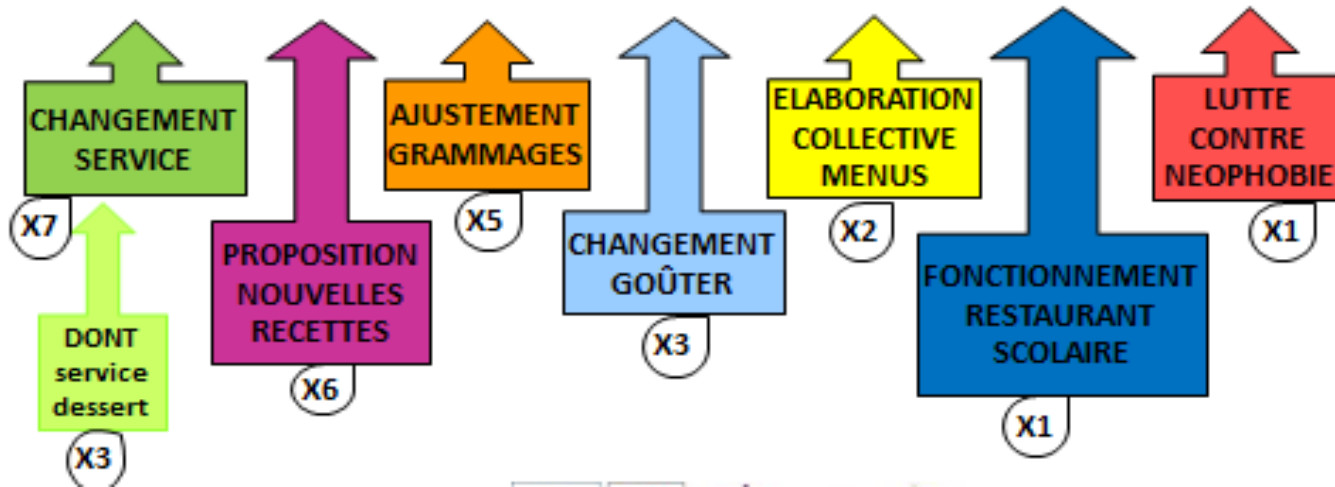 CHANGEMENT
SERVICE
X7
DONT
service
dessert
X3
PROPOSITION
NOUVELLES
RECETTES
X6
AJUSTEMENT
GRAMMAGES
X5
CHANGEMENT
GOÛTER
X3
ELABORATION
COLLECTIVE
MENUS
X2
FONCTIONNEMENT
RESTAURANT
SCOLAIRE
X1
LUTTE
CONTRE
NEOPHOBIE
X1